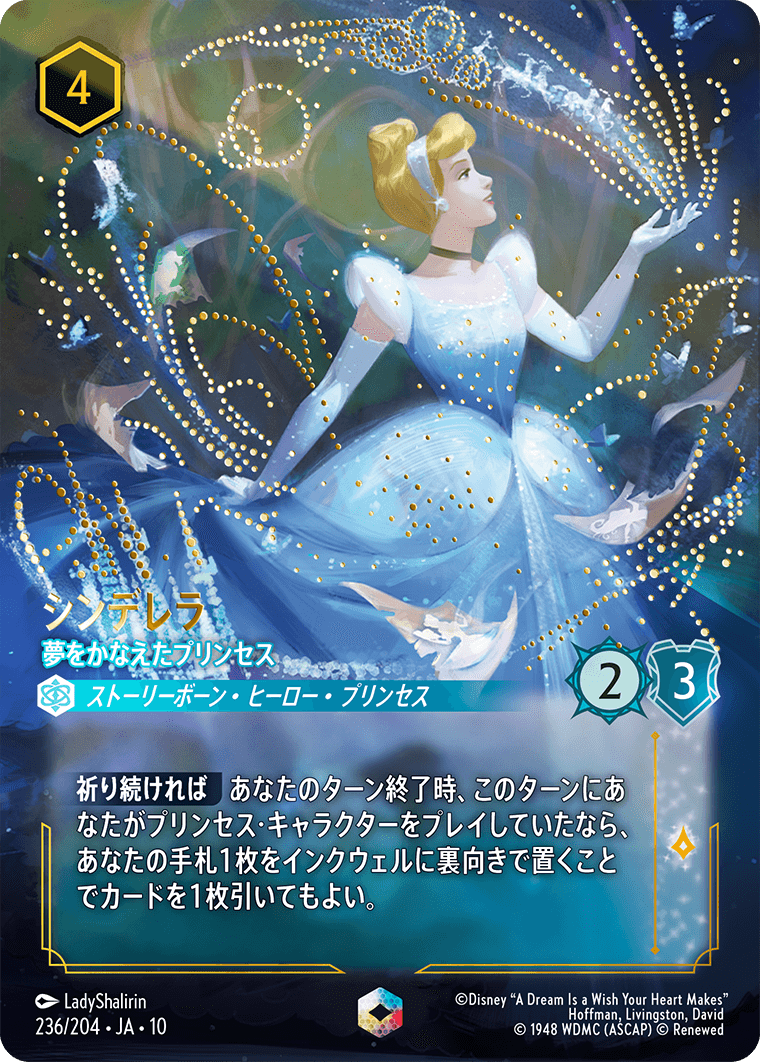 4
シンデレラ
夢をかなえたプリンセス
ストーリーボーン・ヒーロー・プリンセス
2
3
祈り続ければ あなたのターン終了時、このターンにあ
なたがプリンセス・キャラクターをプレイしていたなら、
あなたの手札1枚をインクウェルに裏向きで置くこと
でカードを1枚引いてもよい。
LadyShalirin
236/204 • JA • 10
©Disney “A Dream Is a Wish Your Heart Makes”
Hoffman, Livingston, David
© 1948 WDMC (ASCAP) © Renewed